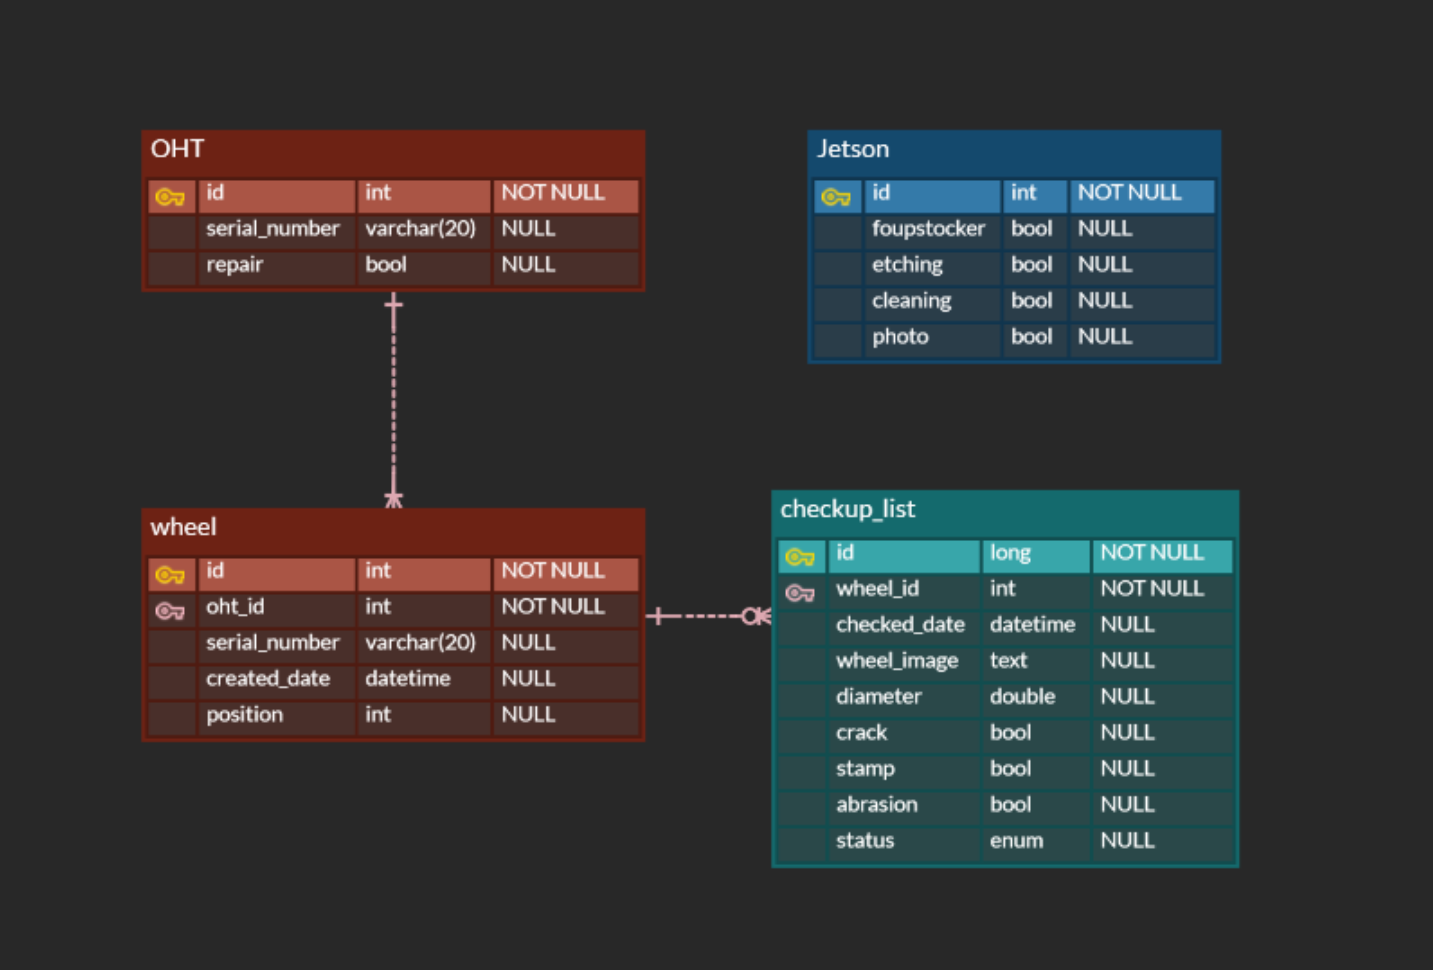 OHT
id int NOT NULL
serial_number varchar(20) NULL
repair bool NULL
Jetson
id int NOT NULL
foupstocker bool NULL
etching bool NULL
cleaning bool NULL
photo bool NULL
wheel
id int NOT NULL
oht_id int NOT NULL
serial_number varchar(20) NULL
created_date datetime NULL
position int NULL
checkup_list
id long NOT NULL
wheel_id int NOT NULL
checked_date datetime NULL
wheel_image text NULL
diameter double NULL
crack bool NULL
stamp bool NULL
abrasion bool NULL
status enum NULL